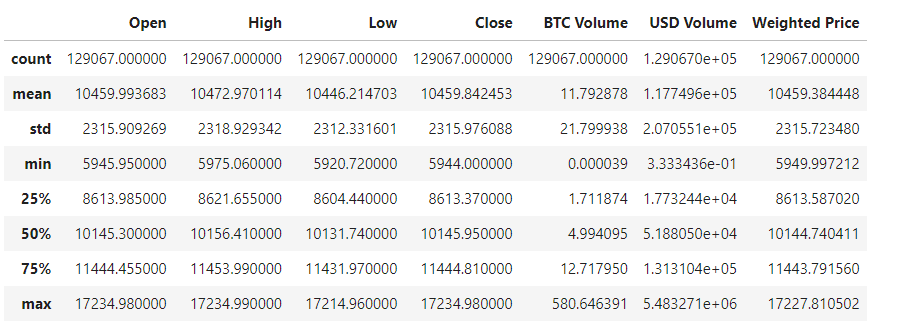 Open High Low Close BTC Volume USD Volume Weighted Price
count 129067.000000 129067.000000 129067.000000 129067.000000 129067.000000 1.290670e+05 129067.000000
mean 10459.993683 10472.970114 10446.214703 10459.842453 11.792878 1.177496e+05 10459.384448
std 2315.909269 2318.929342 2312.331601 2315.976088 21.799938 2.070551e+05 2315.723480
min 5945.950000 5975.060000 5920.720000 5944.000000 0.000039 3.333436e-01 5949.997212
25% 8613.985000 8621.655000 8604.440000 8613.370000 1.711874 1.773244e+04 8613.587020
50% 10145.300000 10156.410000 10131.740000 10145.950000 4.994095 5.188050e+04 10144.740411
75% 11444.455000 11453.990000 11431.970000 11444.810000 12.717950 1.313104e+05 11443.791560
max 17234.980000 17234.990000 17214.960000 17234.980000 580.646391 5.483271e+06 17227.810502